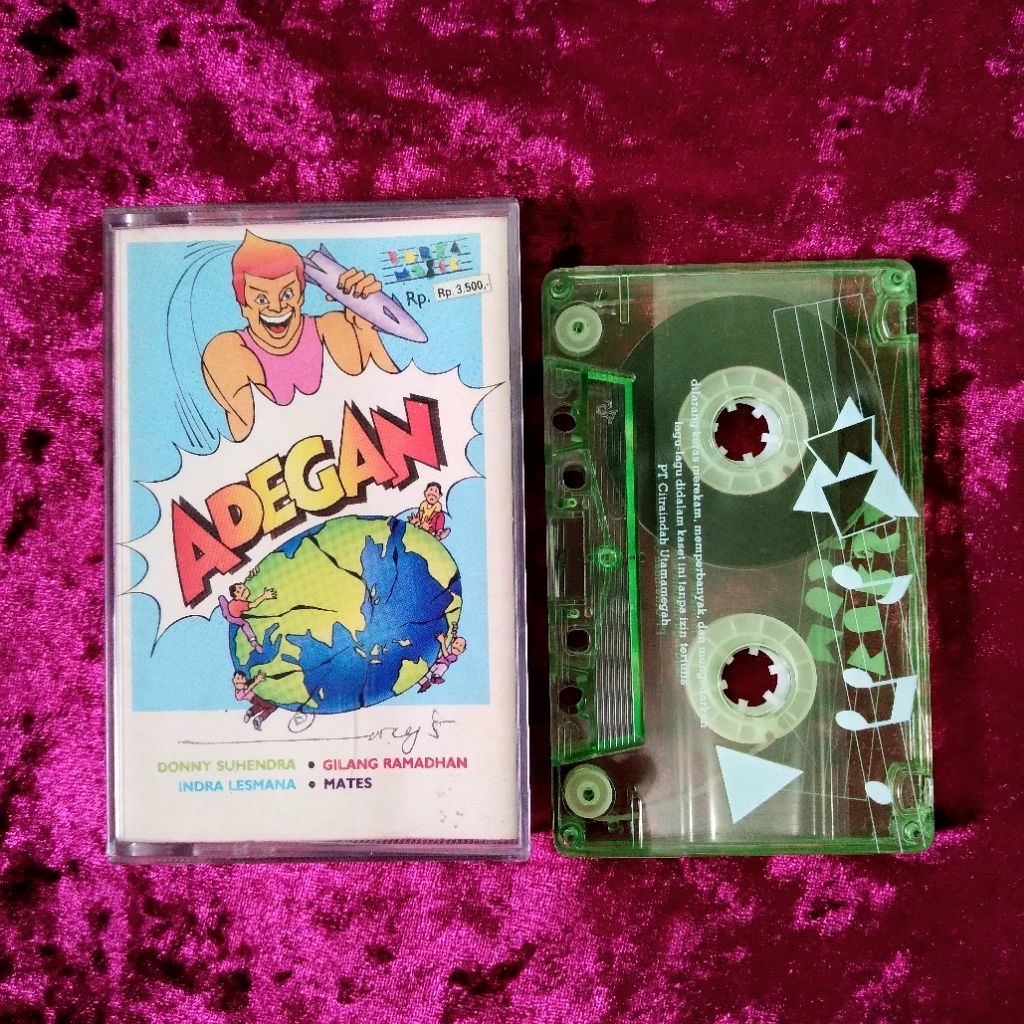 Rp. Rp. 3.500,-
ADEGAN
DONNY SUHENDRA • GILANG RAMADHAN
INDRA LESMANA • MATES
dilarang keras merekam, memperbanyak, dan mengedarkan
lagu-lagu didalam kaset ini tanpa izin tertulis
PT Citraindah Utamamegah